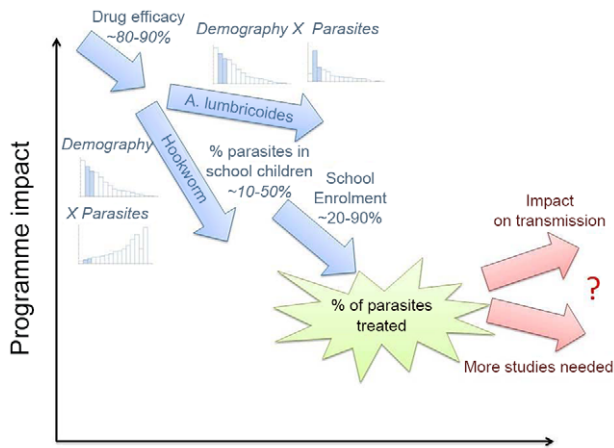 Drug efficacy
~80-90%
Demography X Parasites
A. lumbricoides
Hookworm
Demography
X Parasites
% parasites in
school children
~10-50%
School
Enrolment
~20-90%
Impact
on transmission
?
% of parasites
treated
More studies needed
Programme impact